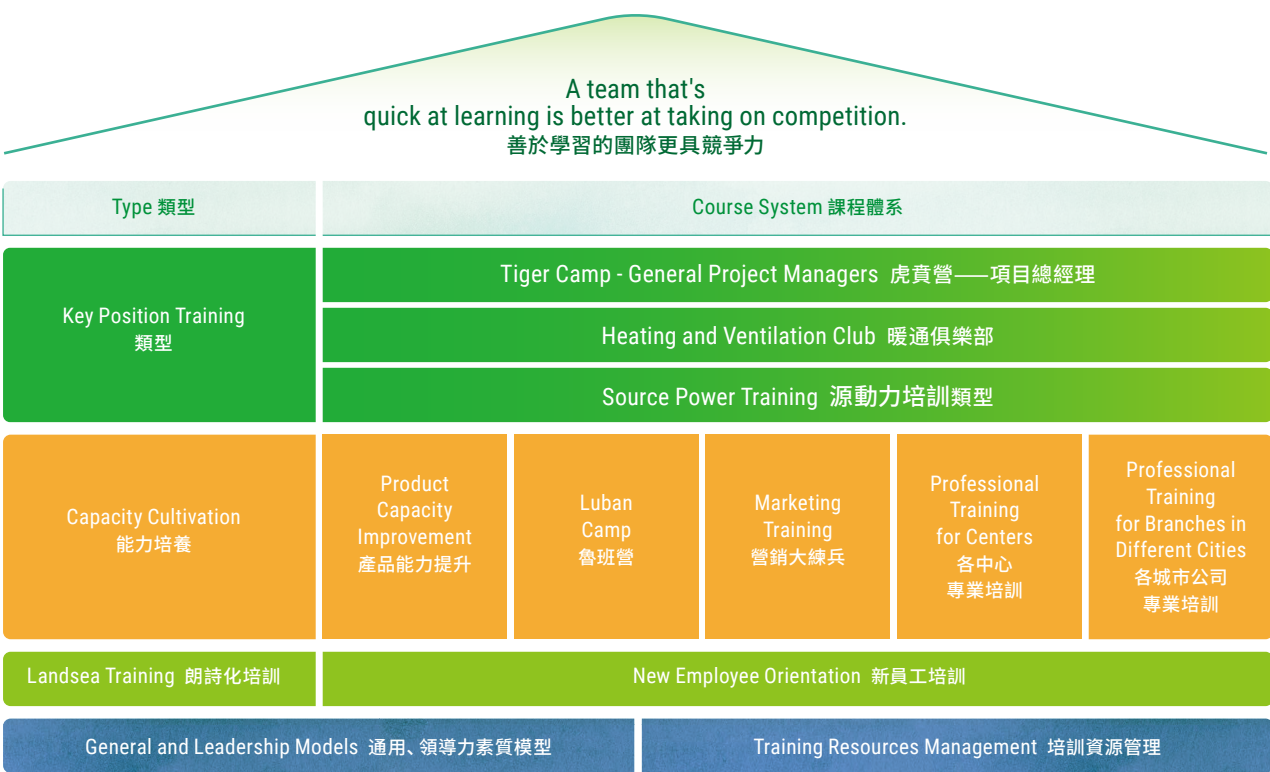 A team that's
quick at learning is better at taking on competition.
善於學習的團隊更具競爭力
Type 類型
Course System 課程體系
Key Position Training
類型
Tiger Camp - General Project Managers 虎賁營——項目總經理
Heating and Ventilation Club 暖通俱樂部
Source Power Training 源動力培訓類型
Capacity Cultivation
能力培養
Product
Capacity
Improvement
產品能力提升
Luban
Camp
魯班營
Marketing
Training
營銷大練兵
Professional
Training
for Centers
各中心
專業培訓
Professional
Training
for Branches in
Different Cities
各城市公司
專業培訓
Landsea Training 朗詩化培訓
New Employee Orientation 新員工培訓
General and Leadership Models 通用、領導力素質模型
Training Resources Management 培訓資源管理